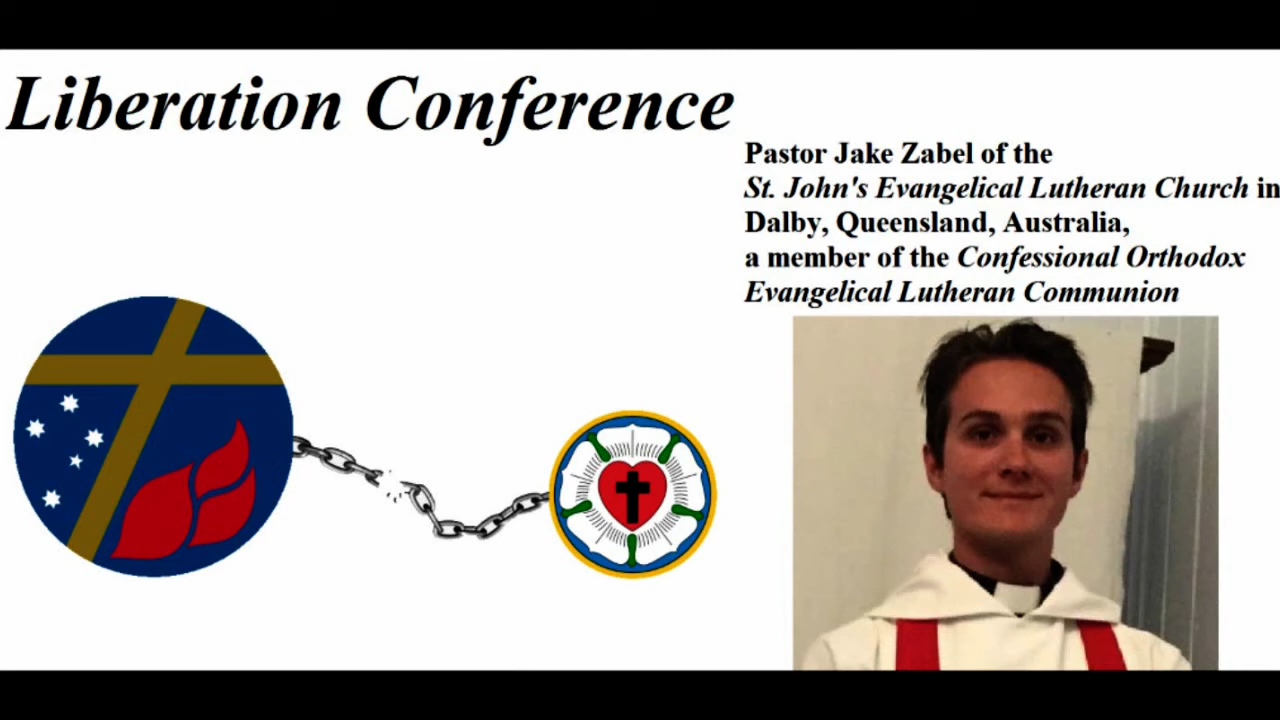 Liberation Conference
Pastor Jake Zabel of the
St. John's Evangelical Lutheran Church in
Dalby, Queensland, Australia,
a member of the Confessional Orthodox
Evangelical Lutheran Communion